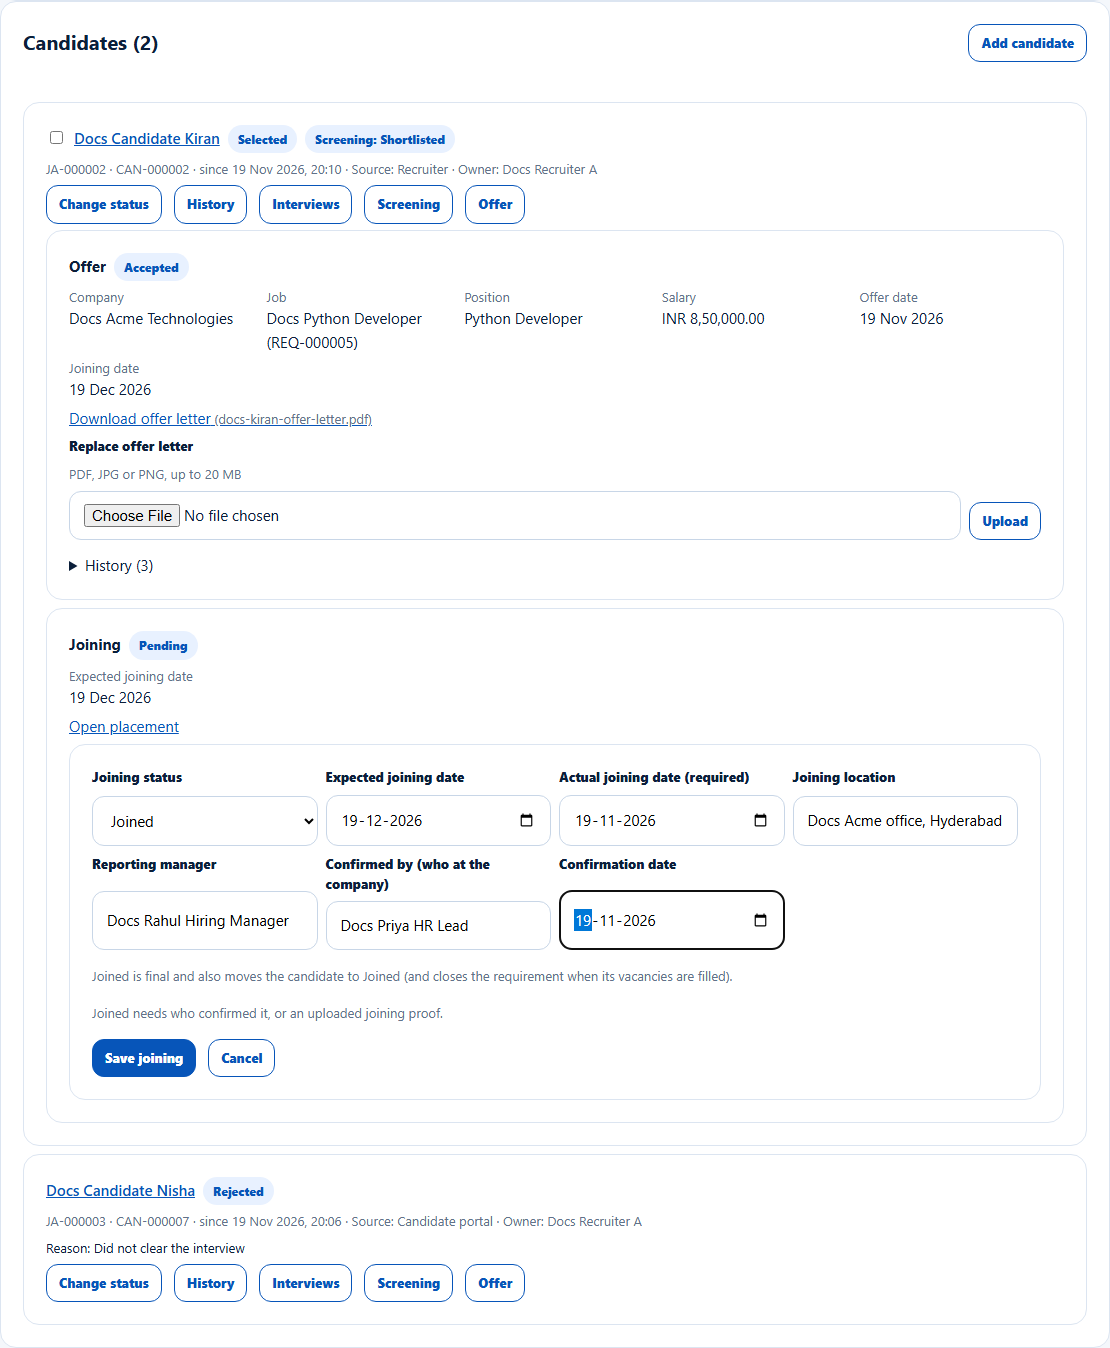 Candidates (2)
Add candidate
Docs Candidate Kiran Selected Screening: Shortlisted
JA-000002 · CAN-000002 · since 19 Nov 2026, 20:10 · Source: Recruiter · Owner: Docs Recruiter A
Change status History Interviews Screening Offer
Offer Accepted
Company Job Position Salary Offer date
Docs Acme Technologies Docs Python Developer Python Developer INR 8,50,000.00 19 Nov 2026
(REQ-000005)
Joining date
19 Dec 2026
Download offer letter (docs-kiran-offer-letter.pdf)
Replace offer letter
PDF, JPG or PNG, up to 20 MB
Choose File No file chosen
Upload
History (3)
Joining Pending
Expected joining date
19 Dec 2026
Open placement
Joining status Expected joining date Actual joining date (required) Joining location
Joined 19-12-2026 19-11-2026 Docs Acme office, Hyderabad
Reporting manager Confirmed by (who at the Confirmation date
company)
Docs Rahul Hiring Manager Docs Priya HR Lead 19-11-2026
Joined is final and also moves the candidate to Joined (and closes the requirement when its vacancies are filled).
Joined needs who confirmed it, or an uploaded joining proof.
Save joining Cancel
Docs Candidate Nisha Rejected
JA-000003 · CAN-000007 · since 19 Nov 2026, 20:06 · Source: Candidate portal · Owner: Docs Recruiter A
Reason: Did not clear the interview
Change status History Interviews Screening Offer